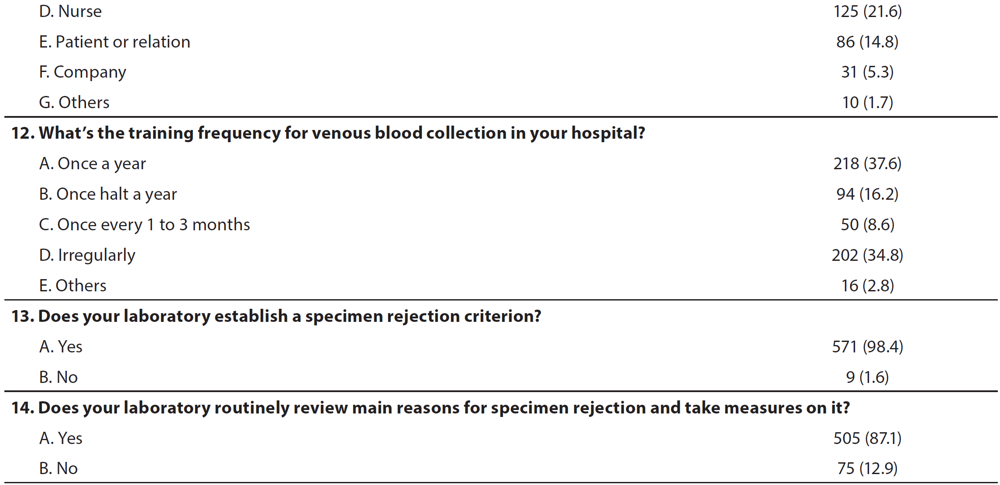 D. Nurse 125 (21.6)
E. Patient or relation 86 (14.8)
F. Company 31 (5.3)
G. Others 10 (1.7)
12. What’s the training frequency for venous blood collection in your hospital?
A. Once a year 218 (37.6)
B. Once halt a year 94 (16.2)
C. Once every 1 to 3 months 50 (8.6)
D. Irregularly 202 (34.8)
E. Others 16 (2.8)
13. Does your laboratory establish a specimen rejection criterion?
A. Yes 571 (98.4)
B. No 9 (1.6)
14. Does your laboratory routinely review main reasons for specimen rejection and take measures on it?
A. Yes 505 (87.1)
B. No 75 (12.9)